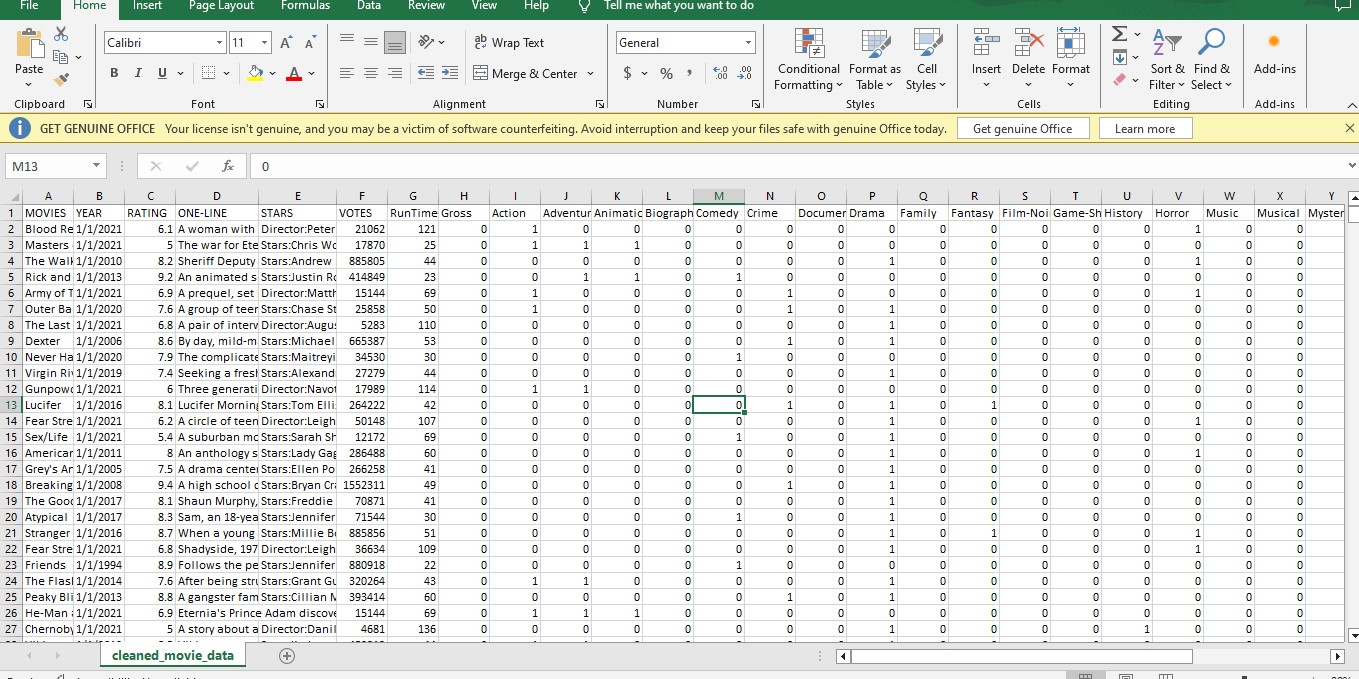 File Home Insert Page Layout Formulas Data Review View Help Tell me what you want to do
Calibri 11 Wrap Text General
Paste B I U Merge & Center $ % Conditional Formatting Format as Table Cell Styles Insert Delete Format Sort & Filter Find & Select Add-ins
Clipboard Font Alignment Number Styles Cells Editing Add-ins
GET GENUINE OFFICE Your license isn't genuine, and you may be a victim of software counterfeiting. Avoid interruption and keep your files safe with genuine Office today. Get genuine Office Learn more
M13 fx 0
A B C D E F G H I J K L M N O P Q R S T U V W X Y
1 MOVIES YEAR RATING ONE-LINE STARS VOTES RunTime Gross Action Adventur Animatic Biograph Comedy Crime Documer Drama Family Fantasy Film-Noi Game-Sh History Horror Music Musical Myster
2 Blood Re 1/1/2021 6.1 A woman with Director:Peter 21062 121 0 1 0 0 0 0 0 0 0 0 0 0 0 0 1 0 0
3 Masters 1/1/2021 5 The war for Ete Stars:Chris Wo 17870 25 0 1 1 1 0 0 0 0 0 0 0 0 0 0 0 0 0
4 The Walk 1/1/2010 8.2 Sheriff Deputy Stars:Andrew 885805 44 0 0 0 0 0 0 0 0 1 0 0 0 0 0 1 0 0
5 Rick and 1/1/2013 9.2 An animated s Stars:Justin Ro 414849 23 0 0 1 1 0 1 0 0 0 0 0 0 0 0 0 0 0
6 Army of T 1/1/2021 6.9 A prequel, set Director:Matth 15144 69 0 1 0 0 0 0 1 0 0 0 0 0 0 0 1 0 0
7 Outer Ba 1/1/2020 7.6 A group of teer Stars:Chase St 25858 50 0 1 0 0 0 0 1 0 1 0 0 0 0 0 0 0 0
8 The Last 1/1/2021 6.8 A pair of interw Director:Augus 5283 110 0 0 0 0 0 0 0 0 1 0 0 0 0 0 0 0 0
9 Dexter 1/1/2006 8.6 By day, mild-m Stars:Michael 665387 53 0 0 0 0 0 0 1 0 1 0 0 0 0 0 0 0 0
10 Never Ha 1/1/2020 7.9 The complicate Stars:Maitreyi 34530 30 0 0 0 0 0 1 0 0 0 0 0 0 0 0 0 0 0
11 Virgin Riv 1/1/2019 7.4 Seeking a fresh Stars:Alexand 27279 44 0 0 0 0 0 0 0 0 1 0 0 0 0 0 0 0 0
12 Gunpowd 1/1/2021 6 Three generati Director:Navot 17989 114 0 1 1 0 0 0 0 0 0 0 0 0 0 0 0 0 0
13 Lucifer 1/1/2016 8.1 Lucifer Morning Stars:Tom Elli 264222 42 0 0 0 0 0 0 1 0 1 0 1 0 0 0 0 0 0
14 Fear Stre 1/1/2021 6.2 A circle of teen Director:Leigh 50148 107 0 0 0 0 0 0 0 0 1 0 0 0 0 0 1 0 0
15 Sex/Life 1/1/2021 5.4 A suburban mo Stars:Sarah Sh 12172 69 0 0 0 0 0 1 0 0 1 0 0 0 0 0 0 0 0
16 American 1/1/2011 8 An anthology s Stars:Lady Gag 286488 60 0 0 0 0 0 0 0 0 1 0 0 0 0 0 1 0 0
17 Grey's An 1/1/2005 7.5 A drama center Stars:Ellen Po 266258 41 0 0 0 0 0 0 0 0 1 0 0 0 0 0 0 0 0
18 Breaking 1/1/2008 9.4 A high school c Stars:Bryan Cra 1552311 49 0 0 0 0 0 0 1 0 1 0 0 0 0 0 0 0 0
19 The Good 1/1/2017 8.1 Shaun Murphy, Stars:Freddie 70871 41 0 0 0 0 0 0 0 0 1 0 0 0 0 0 0 0 0
20 Atypical 1/1/2017 8.3 Sam, an 18-yea Stars:Jennifer 71544 30 0 0 0 0 0 1 0 0 1 0 0 0 0 0 0 0 0
21 Stranger 1/1/2016 8.7 When a young Stars:Millie Bo 885856 51 0 0 0 0 0 0 0 0 1 0 1 0 0 0 1 0 0
22 Fear Stre 1/1/2021 6.8 Shadyside, 197 Director:Leigh 36634 109 0 0 0 0 0 0 0 0 1 0 0 0 0 0 1 0 0
23 Friends 1/1/1994 8.9 Follows the pe Stars:Jennifer 880918 22 0 0 0 0 0 1 0 0 0 0 0 0 0 0 0 0 0
24 The Flash 1/1/2014 7.6 After being stru Stars:Grant Gu 320264 43 0 1 1 0 0 0 0 0 1 0 0 0 0 0 0 0 0
25 Peaky Bli 1/1/2013 8.8 A gangster fam Stars:Cillian M 393414 60 0 0 0 0 0 0 1 0 1 0 0 0 0 0 0 0 0
26 He-Man 1/1/2021 6.9 Eternia's Prince Adam discove 15144 69 0 1 1 1 0 0 0 0 0 0 0 0 0 0 0 0 0
27 Chernoby 1/1/2021 5 A story about a Director:Danil 4681 136 0 0 0 0 0 0 0 0 1 0 0 0 0 1 0 0 0
cleaned_movie_data